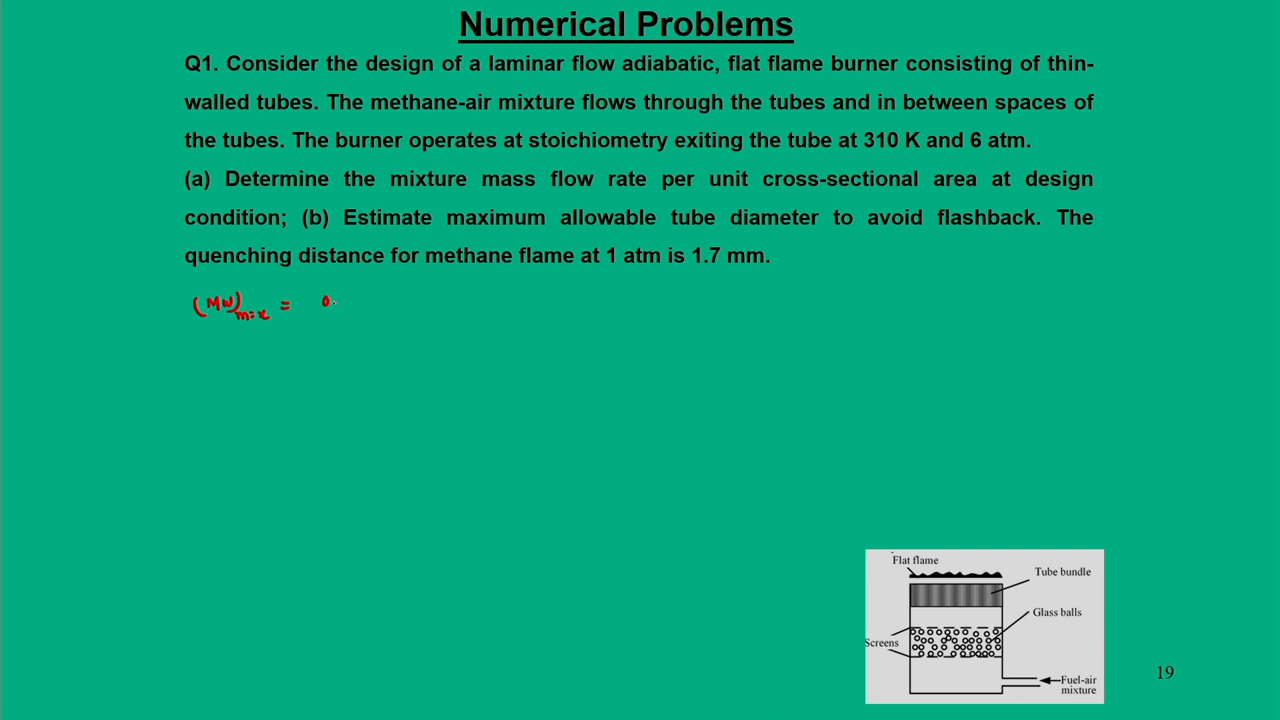 Numerical Problems
Q1. Consider the design of a laminar flow adiabatic, flat flame burner consisting of thin-
walled tubes. The methane-air mixture flows through the tubes and in between spaces of
the tubes. The burner operates at stoichiometry exiting the tube at 310 K and 6 atm.
(a) Determine the mixture mass flow rate per unit cross-sectional area at design
condition; (b) Estimate maximum allowable tube diameter to avoid flashback. The
quenching distance for methane flame at 1 atm is 1.7 mm.
(MW)mix = 0.
Flat flame
Tube bundle
Glass balls
Screens
Fuel-air
mixture
19